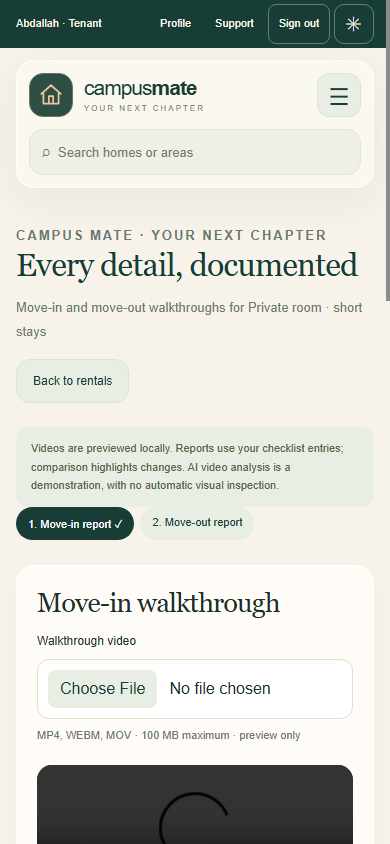 Abdallah · Tenant
Profile
Support
Sign out
campusmate
YOUR NEXT CHAPTER
Search homes or areas
CAMPUS MATE · YOUR NEXT CHAPTER
Every detail, documented
Move-in and move-out walkthroughs for Private room · short
stays
Back to rentals
Videos are previewed locally. Reports use your checklist entries;
comparison highlights changes. AI video analysis is a
demonstration, with no automatic visual inspection.
1. Move-in report ✓
2. Move-out report
Move-in walkthrough
Walkthrough video
Choose File
No file chosen
MP4, WEBM, MOV · 100 MB maximum · preview only